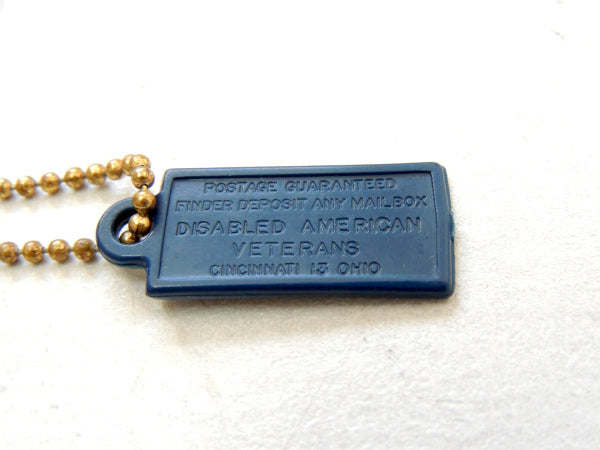 POSTAGE GUARANTEED
FINDER DEPOSIT ANY MAILBOX
DISABLED AMERICAN
VETERANS
CINCINNATI 13 OHIO